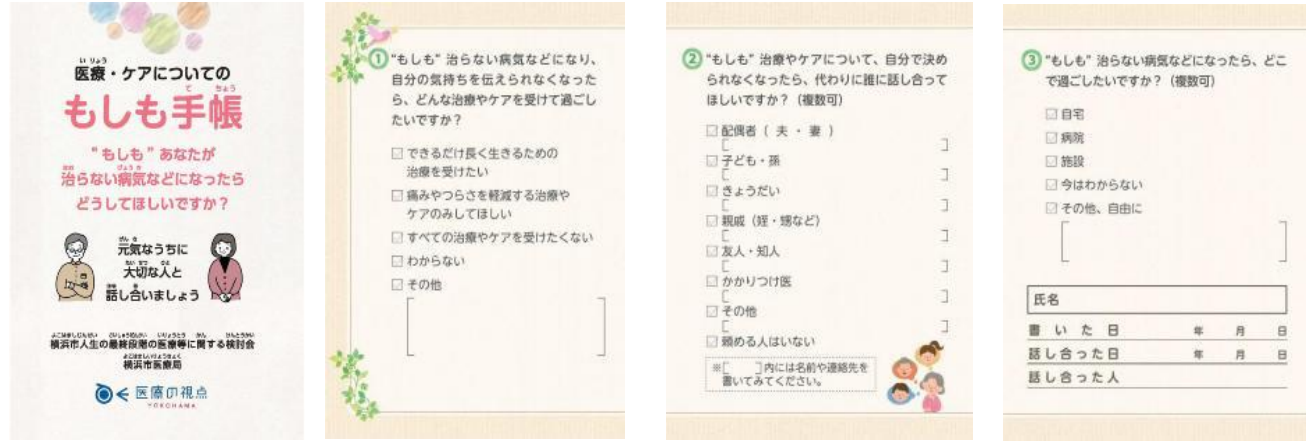 医療・ケアについての
もしも手帳
"もしも"あなたが
治らない病気などになったら
どうしてほしいですか？
元気なうちに
大切な人と
話し合いましょう
横浜市人生の最終段階の医療等に関する検討会
横浜市医療局
医療の視点
YOKOHAMA
① "もしも" 治らない病気などになり、
自分の気持ちを伝えられなくなった
ら、どんな治療やケアを受けて過ごし
たいですか？
☑ できるだけ長く生きるための
治療を受けたい
☑ 痛みやつらさを軽減する治療や
ケアのみしてほしい
☑ すべての治療やケアを受けたくない
☑ わからない
☑ その他
[ ]
② "もしも" 治療やケアについて、自分で決め
られなくなったら、代わりに誰に話し合って
ほしいですか？（複数可）
☑ 配偶者（ 夫 ・ 妻 ）
[ ]
☑ 子ども・孫
[ ]
☑ きょうだい
[ ]
☑ 親戚（姪・甥など）
[ ]
☑ 友人・知人
[ ]
☑ かかりつけ医
[ ]
☑ その他
[ ]
☑ 頼める人はいない
※[ ]内には名前や連絡先を
書いてみてください。
③ "もしも" 治らない病気などになったら、どこ
で過ごしたいですか？（複数可）
☑ 自宅
☑ 病院
☑ 施設
☑ 今はわからない
☑ その他、自由に
[ ]
氏名
書いた日 年 月 日
話し合った日 年 月 日
話し合った人